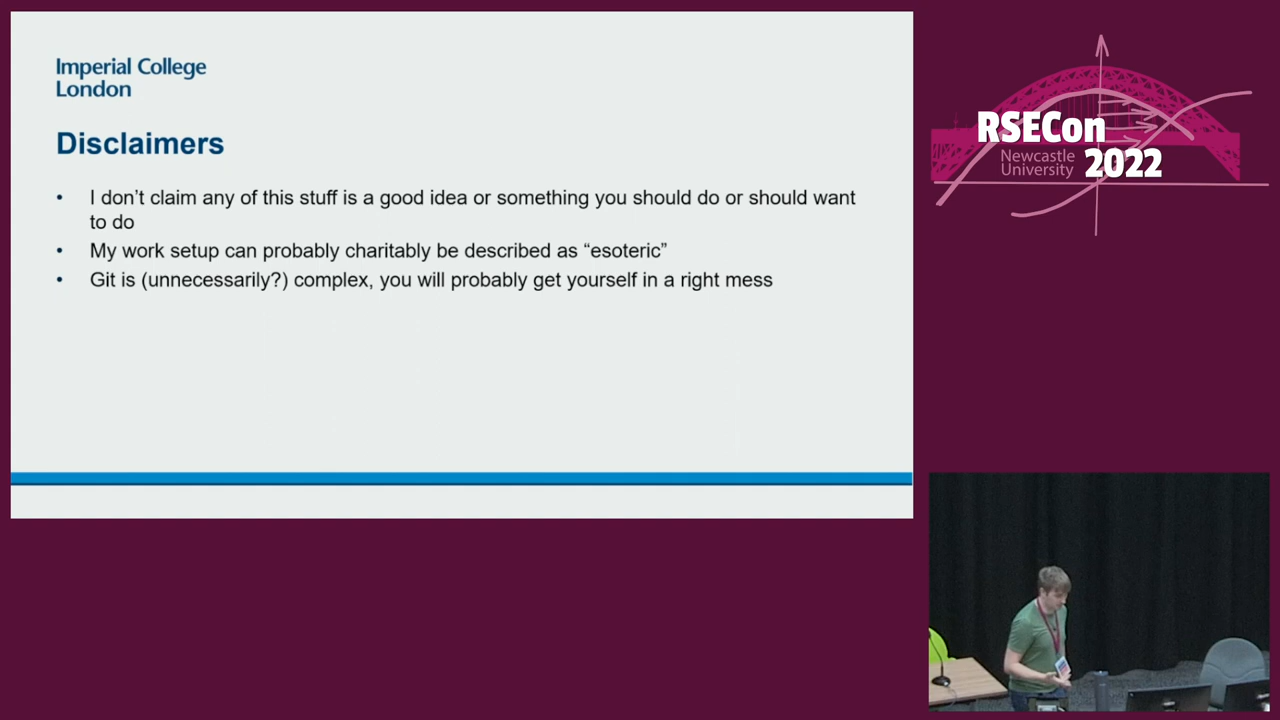 Imperial College
London
Disclaimers
• I don’t claim any of this stuff is a good idea or something you should do or should want
to do
• My work setup can probably charitably be described as “esoteric”
• Git is (unnecessarily?) complex, you will probably get yourself in a right mess
RSECon
Newcastle
University
2022